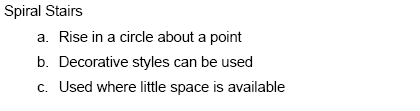 Spiral Stairs
a. Rise in a circle about a point
b. Decorative styles can be used
c. Used where little space is available